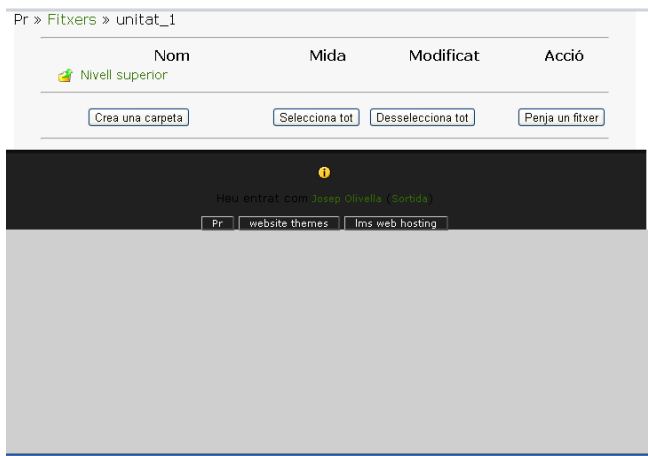 Pr » Fitxers » unitat_1
Nom Mida Modificat Acció
Nivell superior
Crea una carpeta Selecciona tot Desselecciona tot Penja un fitxer
Heu entrat com Josep Olivella (Sortida)
Pr website themes lms web hosting